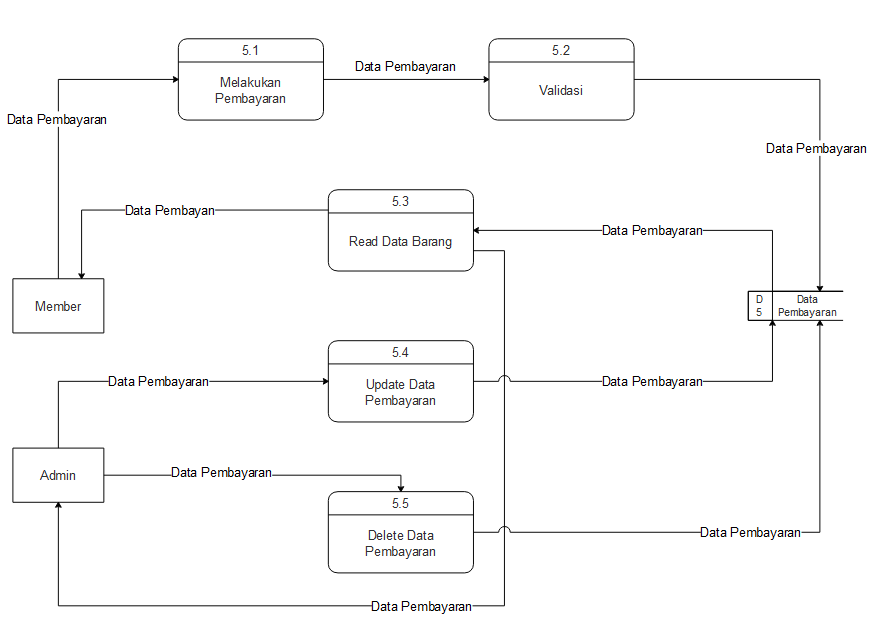 5.1
Melakukan
Pembayaran
Data Pembayaran
5.2
Validasi
Data Pembayaran
Data Pembayaran
5.3
Read Data Barang
Data Pembayan
Data Pembayaran
Member
D
5
Data
Pembayaran
5.4
Update Data
Pembayaran
Data Pembayaran
Data Pembayaran
Admin
Data Pembayaran
5.5
Delete Data
Pembayaran
Data Pembayaran
Data Pembayaran